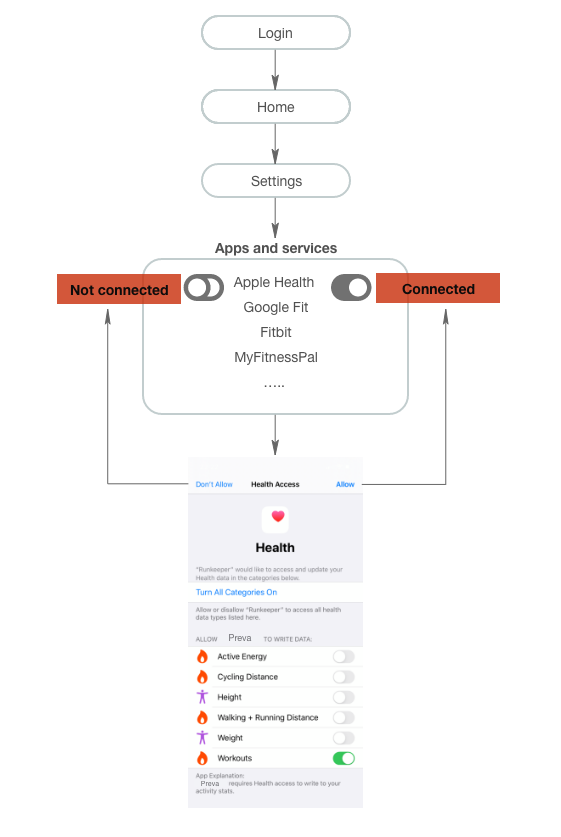 Login
Home
Settings
Apps and services
Not connected
Apple Health
Connected
Google Fit
Fitbit
MyFitnessPal
.....
Don't Allow Health Access Allow
Health
"Runkeeper" would like to access and update your
Health data in the categories below.
Turn All Categories On
Allow or disallow "Runkeeper" to access all health
data types listed here.
ALLOW Preva TO WRITE DATA:
Active Energy
Cycling Distance
Height
Walking + Running Distance
Weight
Workouts
App Explanation:
Preva requires Health access to write to your
activity stats.